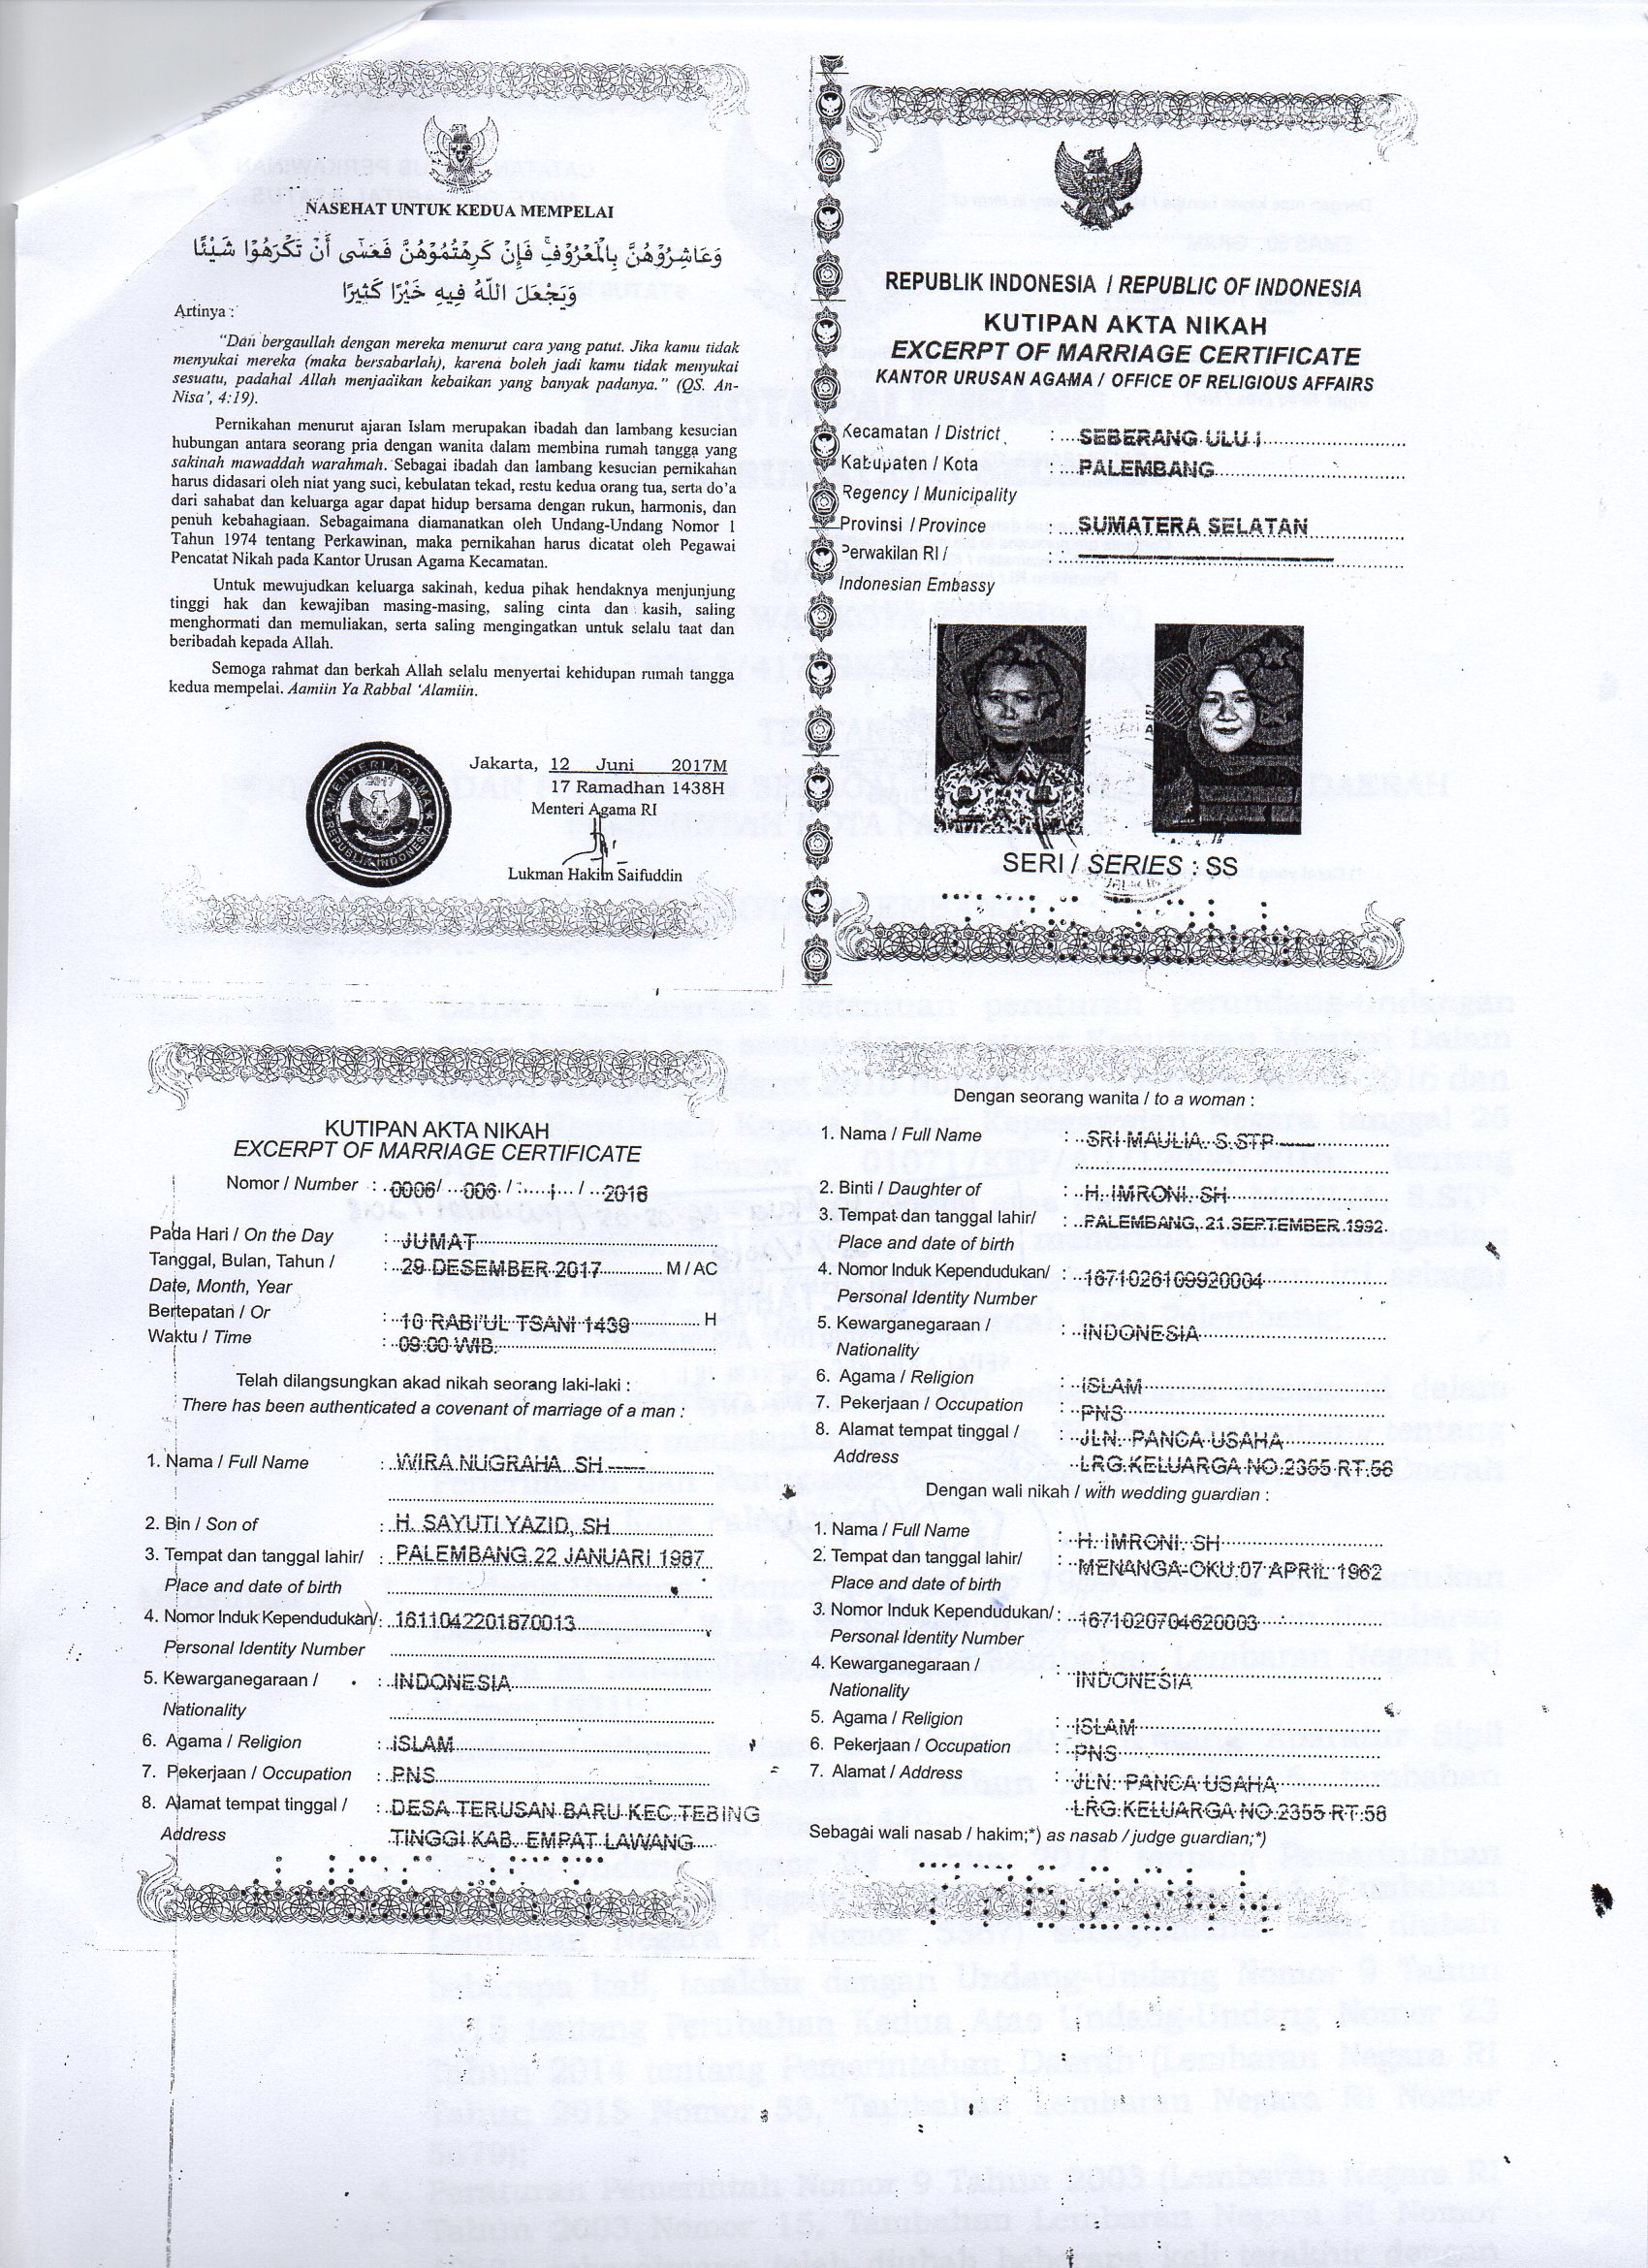 NASEHAT UNTUK KEDUA MEMPELAI
وَعَاشِرُوْهُنَّ بِالْمَعْرُوْفِۚ فَاِنْ كَرِهْتُمُوْهُنَّ فَعَسٰٓى أَنْ تَكْرَهُوْا شَيْئًا
وَيَجْعَلَ اللّٰهُ فِيهِ خَيْرًا كَثِيْرًا
Artinya :
"Dan bergaullah dengan mereka menurut cara yang patut. Jika kamu tidak
menyukai mereka (maka bersabarlah), karena boleh jadi kamu tidak menyukai
sesuatu, padahal Allah menjadikan kebaikan yang banyak padanya." (QS. An-
Nisa', 4:19).
Pernikahan menurut ajaran Islam merupakan ibadah dan lambang kesucian
hubungan antara seorang pria dengan wanita dalam membina rumah tangga yang
sakinah mawaddah warahmah. Sebagai ibadah dan lambang kesucian pernikahan
harus didasari oleh niat yang suci, kebulatan tekad, restu kedua orang tua, serta do'a
dari sahabat dan keluarga agar dapat hidup bersama dengan rukun, harmonis, dan
penuh kebahagiaan. Sebagaimana diamanatkan oleh Undang-Undang Nomor 1
Tahun 1974 tentang Perkawinan, maka pernikahan harus dicatat oleh Pegawai
Pencatat Nikah pada Kantor Urusan Agama Kecamatan.
Untuk mewujudkan keluarga sakinah, kedua pihak hendaknya menjunjung
tinggi hak dan kewajiban masing-masing, saling cinta dan kasih, saling
menghormati dan memuliakan, serta saling mengingatkan untuk selalu taat dan
beribadah kepada Allah.
Semoga rahmat dan berkah Allah selalu menyertai kehidupan rumah tangga
kedua mempelai. Aamiin Ya Rabbal 'Alamiin.
Jakarta, 12 Juni 2017M
17 Ramadhan 1438H
Menteri Agama RI
MENTERI AGAMA
2017
REPUBLIK INDONESIA
Lukman Hakim Saifuddin
REPUBLIK INDONESIA / REPUBLIC OF INDONESIA
KUTIPAN AKTA NIKAH
EXCERPT OF MARRIAGE CERTIFICATE
KANTOR URUSAN AGAMA / OFFICE OF RELIGIOUS AFFAIRS
Kecamatan / District : SEBERANG ULU I
Kabupaten / Kota : PALEMBANG
Regency / Municipality
Provinsi / Province : SUMATERA SELATAN
Perwakilan RI / :
Indonesian Embassy
SERI / SERIES : SS
KUTIPAN AKTA NIKAH
EXCERPT OF MARRIAGE CERTIFICATE
Nomor / Number : 0006/ 006 / I / 2018
Pada Hari / On the Day : JUMAT
Tanggal, Bulan, Tahun / : 29 DESEMBER 2017 M / AC
Date, Month, Year
Bertepatan / Or : 10 RABI'UL TSANI 1439 H
Waktu / Time : 09:00 WIB.
Telah dilangsungkan akad nikah seorang laki-laki :
There has been authenticated a covenant of marriage of a man :
1. Nama / Full Name : WIRA NUGRAHA, SH
2. Bin / Son of : H. SAYUTI YAZID, SH
3. Tempat dan tanggal lahir/ : PALEMBANG.22 JANUARI 1987
Place and date of birth
4. Nomor Induk Kependudukan/ : 1611042201870013
Personal Identity Number
5. Kewarganegaraan / : INDONESIA
Nationality
6. Agama / Religion : ISLAM
7. Pekerjaan / Occupation : PNS
8. Alamat tempat tinggal / : DESA TERUSAN BARU KEC.TEBING
Address TINGGI KAB. EMPAT LAWANG
Dengan seorang wanita / to a woman :
1. Nama / Full Name : SRI MAULIA, S.STP
2. Binti / Daughter of : H. IMRONI. SH
3. Tempat dan tanggal lahir/ : PALEMBANG, 21 SEPTEMBER 1992
Place and date of birth
4. Nomor Induk Kependudukan/ : 1671026109920004
Personal Identity Number
5. Kewarganegaraan / : INDONESIA
Nationality
6. Agama / Religion : ISLAM
7. Pekerjaan / Occupation : PNS
8. Alamat tempat tinggal / : JLN. PANCA USAHA
Address LRG.KELUARGA NO.2355 RT.56
Dengan wali nikah / with wedding guardian :
1. Nama / Full Name : H. IMRONI. SH
2. Tempat dan tanggal lahir/ : MENANGA-OKU.07 APRIL 1962
Place and date of birth
3. Nomor Induk Kependudukan/ : 1671020704620003
Personal Identity Number
4. Kewarganegaraan / : INDONESIA
Nationality
5. Agama / Religion : ISLAM
6. Pekerjaan / Occupation : PNS
7. Alamat / Address : JLN. PANCA USAHA
LRG.KELUARGA NO.2355 RT.56
Sebagai wali nasab / hakim;*) as nasab / judge guardian;*)